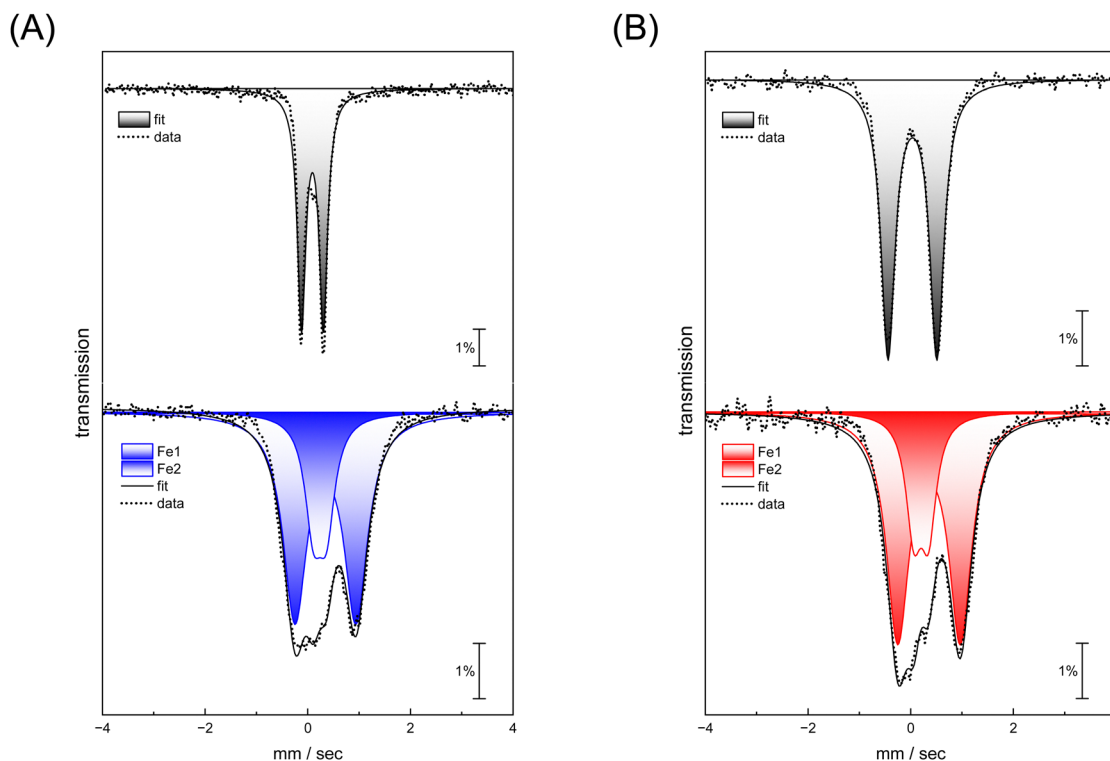 (A)
fit
data
1%
transmission
Fe1
Fe2
fit
data
1%
−4 −2 0 2 4
mm / sec
(B)
fit
data
1%
transmission
Fe1
Fe2
fit
data
1%
−4 −2 0 2
mm / sec